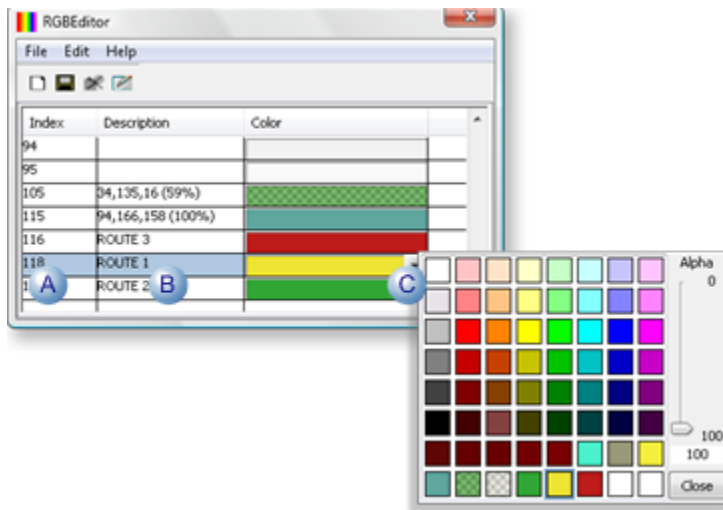 RGBEditor
File Edit Help
Index Description Color
94
95
105 34,135,16 (59%)
115 94,166,158 (100%)
116 ROUTE 3
118 ROUTE 1
A B C
1 ROUTE 2
Alpha
0
100
100
Close